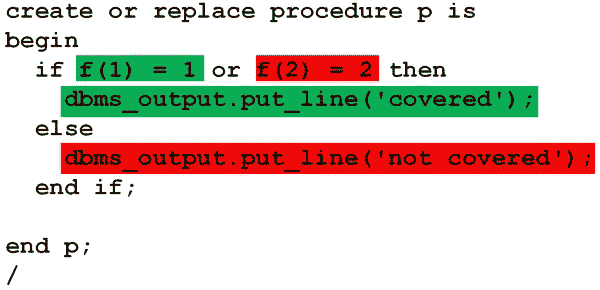 create or replace procedure p is
begin
  if f(1) = 1 or f(2) = 2 then
    dbms_output.put_line('covered');
  else
    dbms_output.put_line('not covered');
  end if;

end p;
/